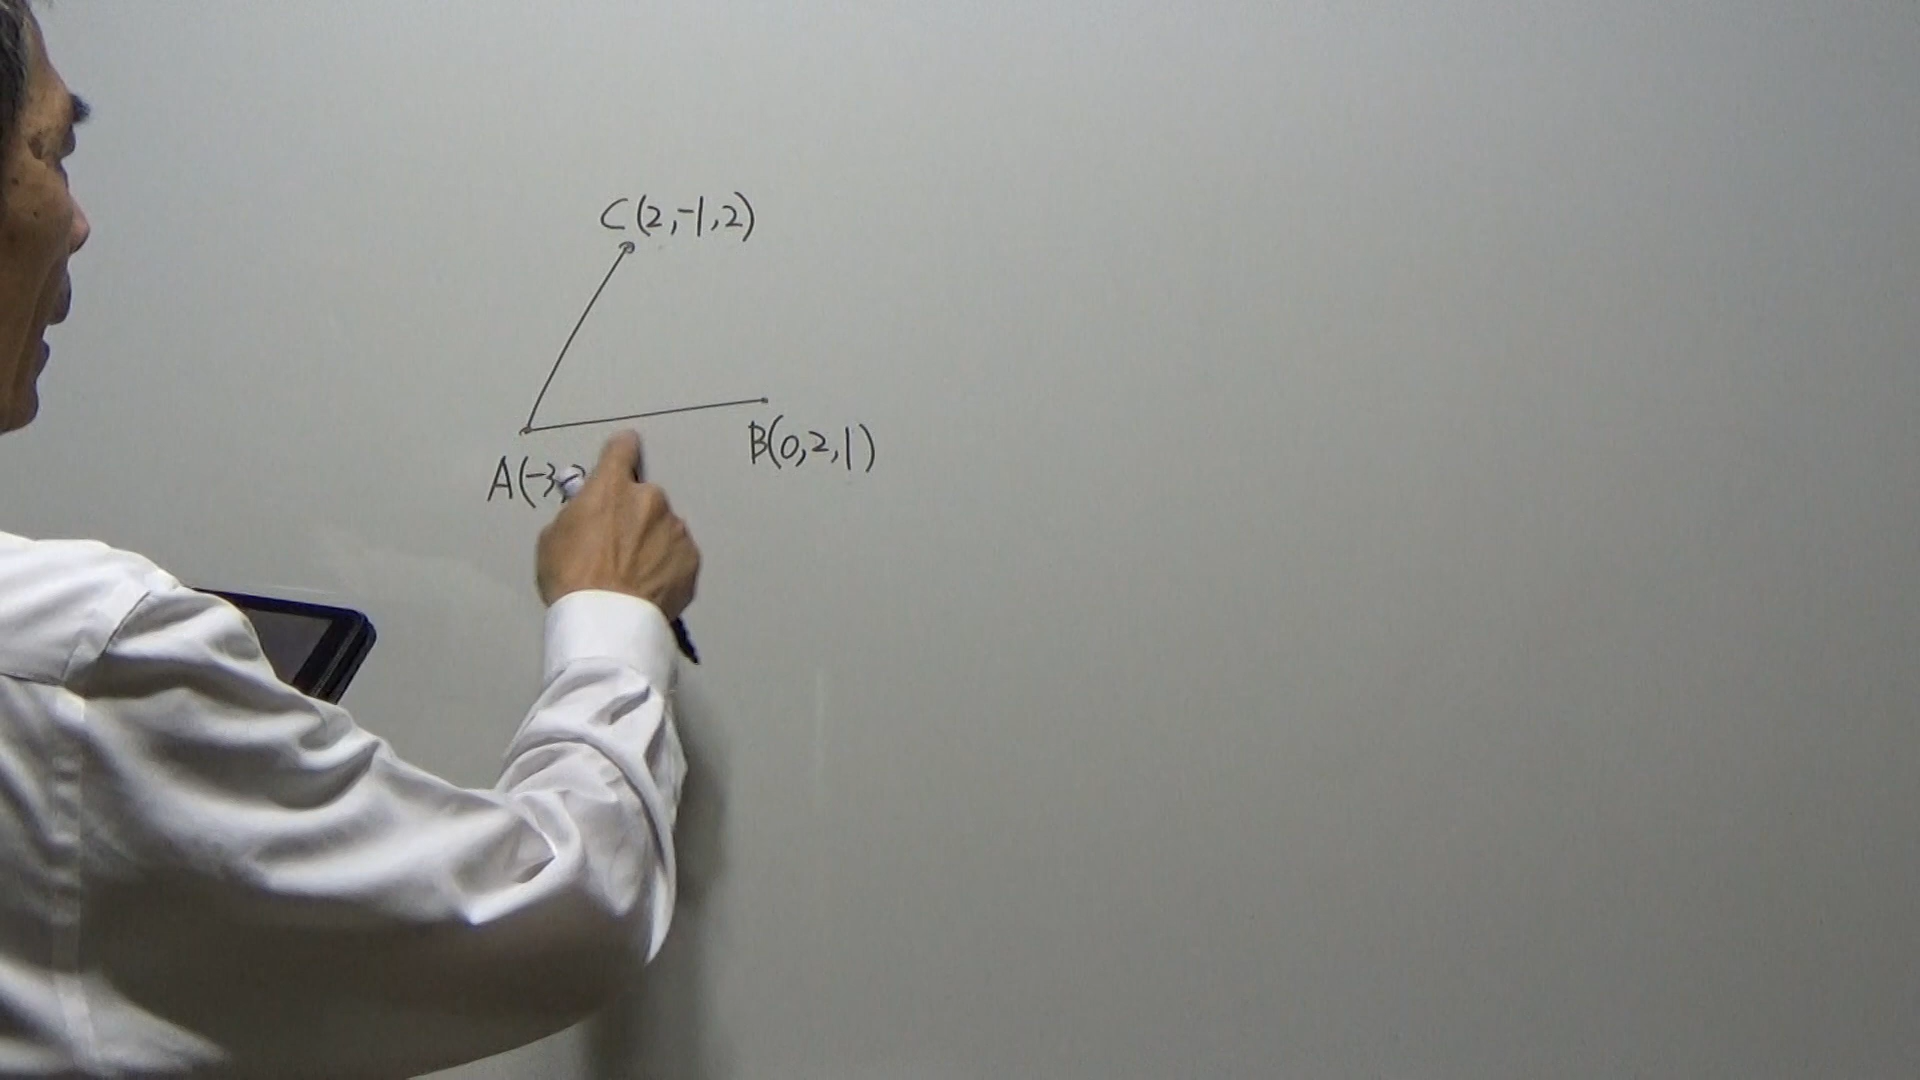 C(2,-1,2)
B(0,2,1)
A(-3,